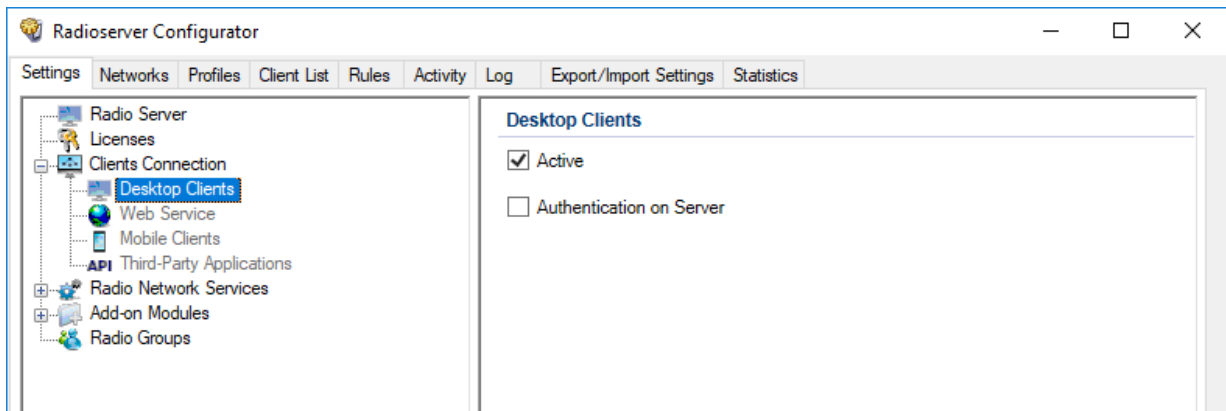 Radioserver Configurator
Settings Networks Profiles Client List Rules Activity Log Export/Import Settings Statistics
Radio Server
Licenses
Clients Connection
Desktop Clients
Web Service
Mobile Clients
API Third-Party Applications
Radio Network Services
Add-on Modules
Radio Groups
Desktop Clients
Active
Authentication on Server